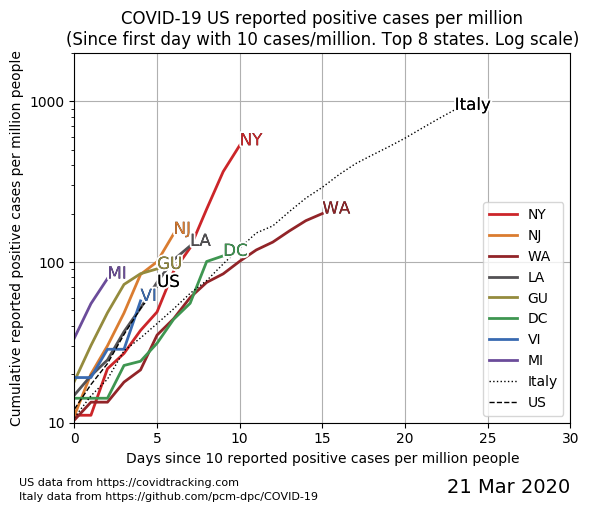 COVID-19 US reported positive cases per million
(Since first day with 10 cases/million. Top 8 states. Log scale)
Cumulative reported positive cases per million people
1000
100
10
Italy
NY
WA
NJ
LA
DC
GU
MI
US
VI
NY
NJ
WA
LA
GU
DC
VI
MI
Italy
US
0
5
10
15
20
25
30
Days since 10 reported positive cases per million people
US data from https://covidtracking.com
Italy data from https://github.com/pcm-dpc/COVID-19
21 Mar 2020